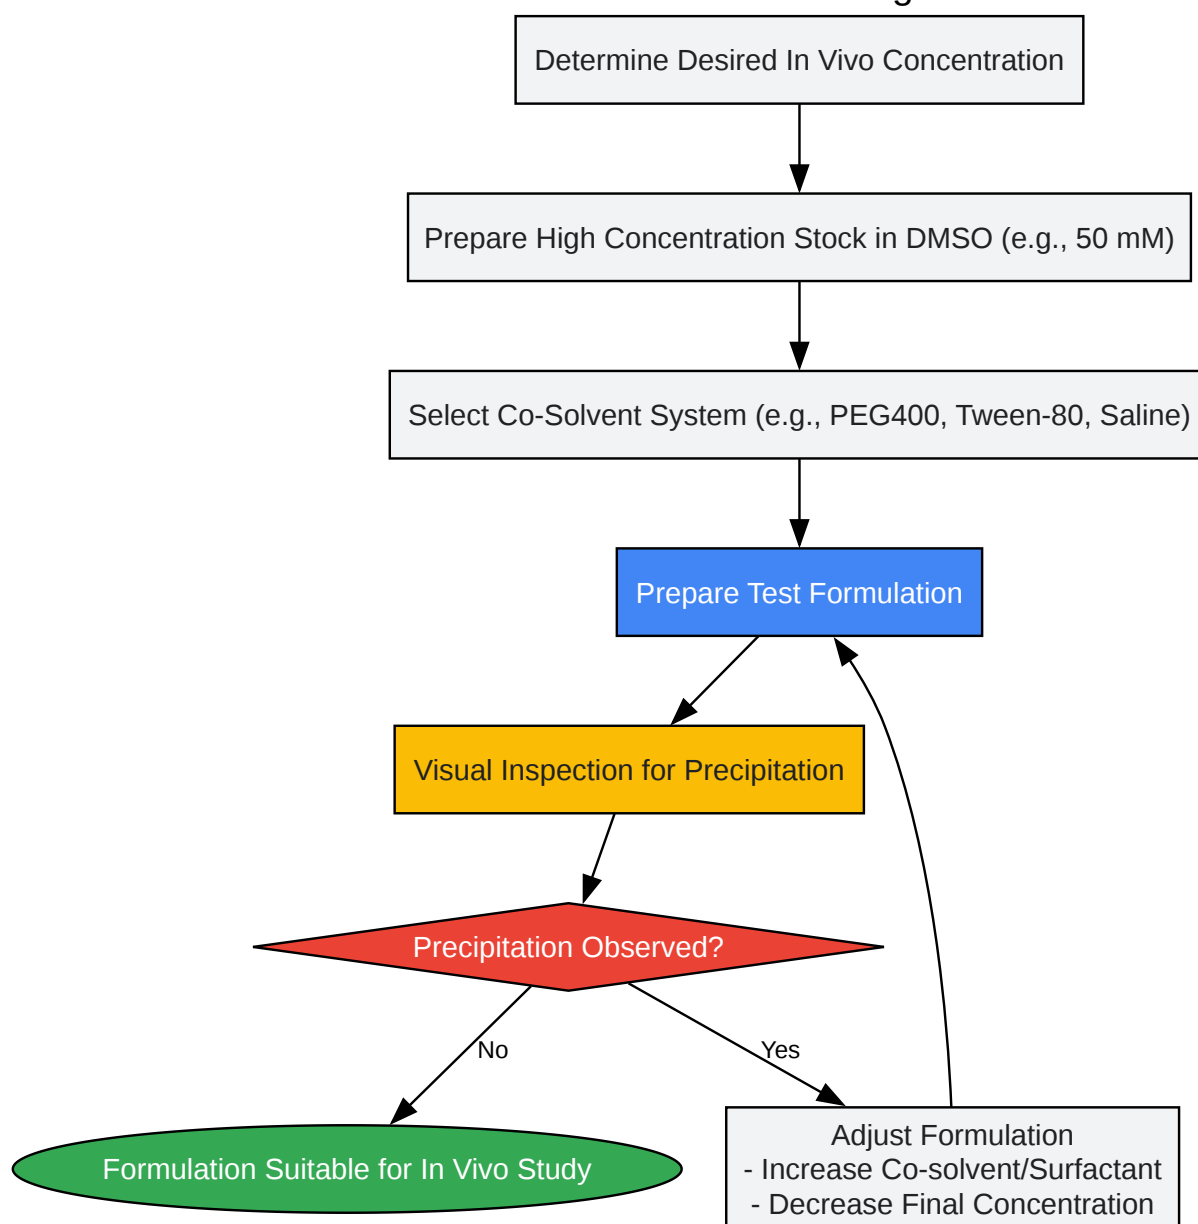 Determine Desired In Vivo Concentration
Prepare High Concentration Stock in DMSO (e.g., 50 mM)
Select Co-Solvent System (e.g., PEG400, Tween-80, Saline)
Prepare Test Formulation
Visual Inspection for Precipitation
Precipitation Observed?
No
Yes
Formulation Suitable for In Vivo Study
Adjust Formulation
- Increase Co-solvent/Surfactant
- Decrease Final Concentration